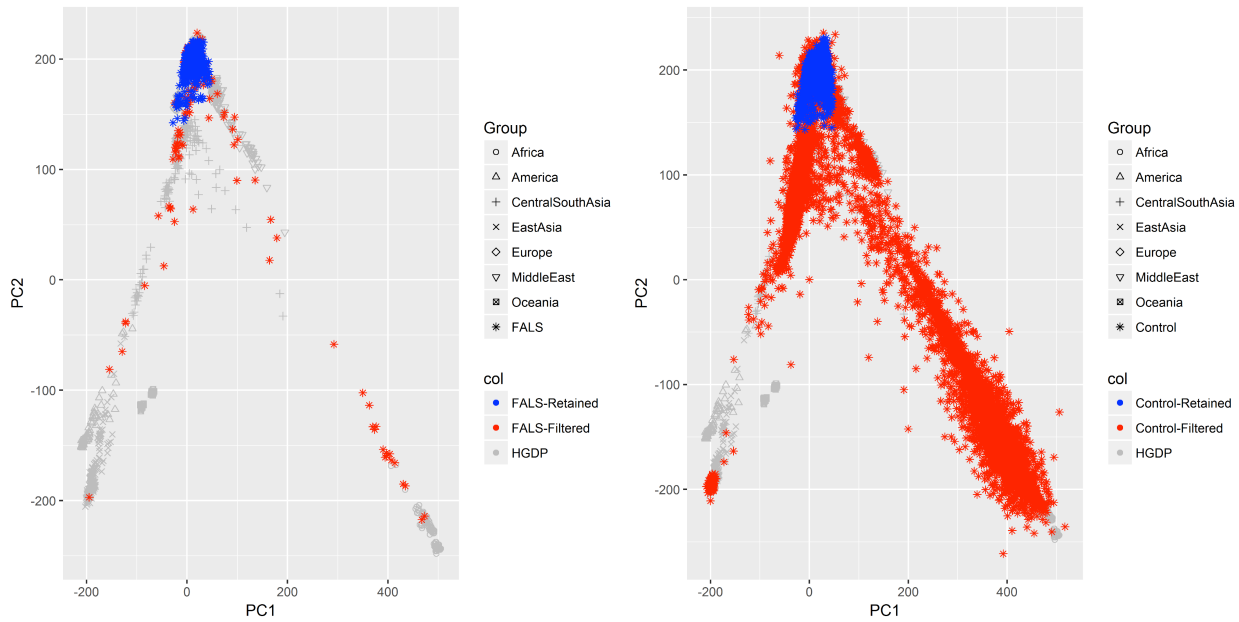 200
100
0
-100
-200
PC2
-200
0
200
400
PC1
Group
Africa
America
CentralSouthAsia
EastAsia
Europe
MiddleEast
Oceania
FALS
col
FALS-Retained
FALS-Filtered
HGDP
200
100
0
-100
-200
PC2
-200
0
200
400
PC1
Group
Africa
America
CentralSouthAsia
EastAsia
Europe
MiddleEast
Oceania
Control
col
Control-Retained
Control-Filtered
HGDP